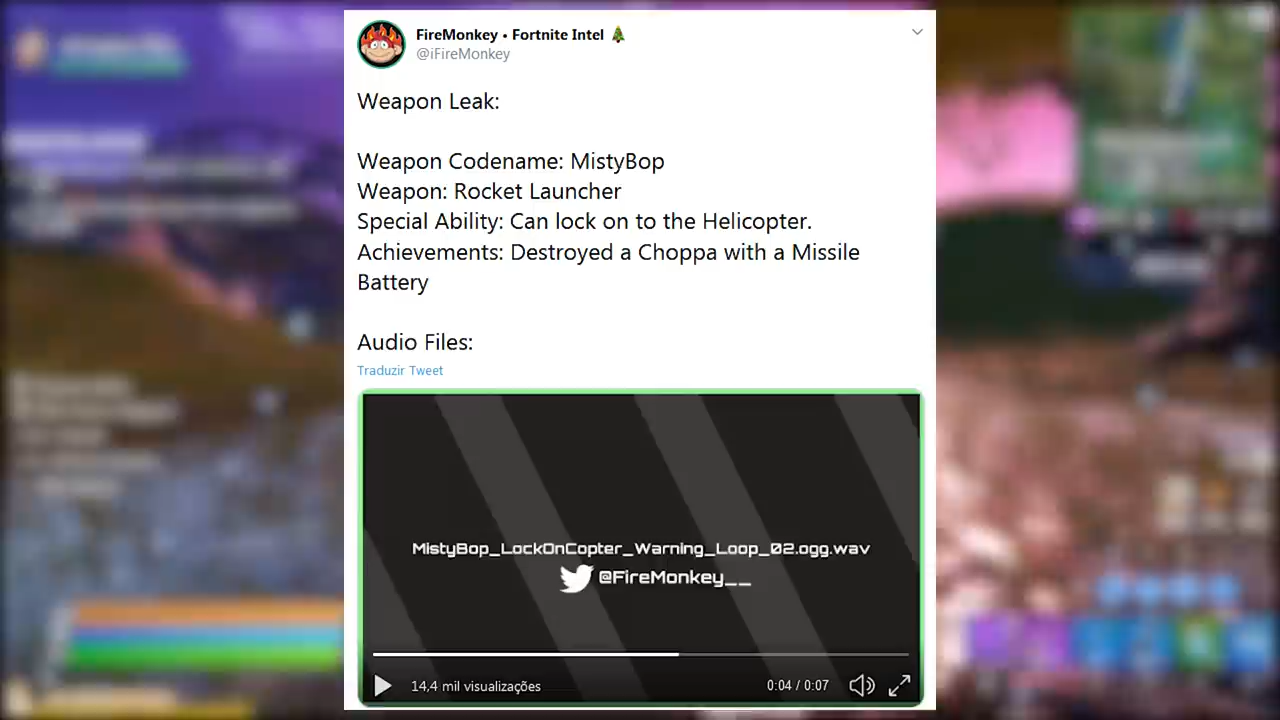 FireMonkey • Fortnite Intel 🌲
@iFireMonkey
Weapon Leak:
Weapon Codename: MistyBop
Weapon: Rocket Launcher
Special Ability: Can lock on to the Helicopter.
Achievements: Destroyed a Choppa with a Missile
Battery
Audio Files:
Traduzir Tweet
MistyBop_LockOnCopter_Warning_Loop_02.ogg.wav
@FireMonkey__
14,4 mil visualizações
0:04 / 0:07